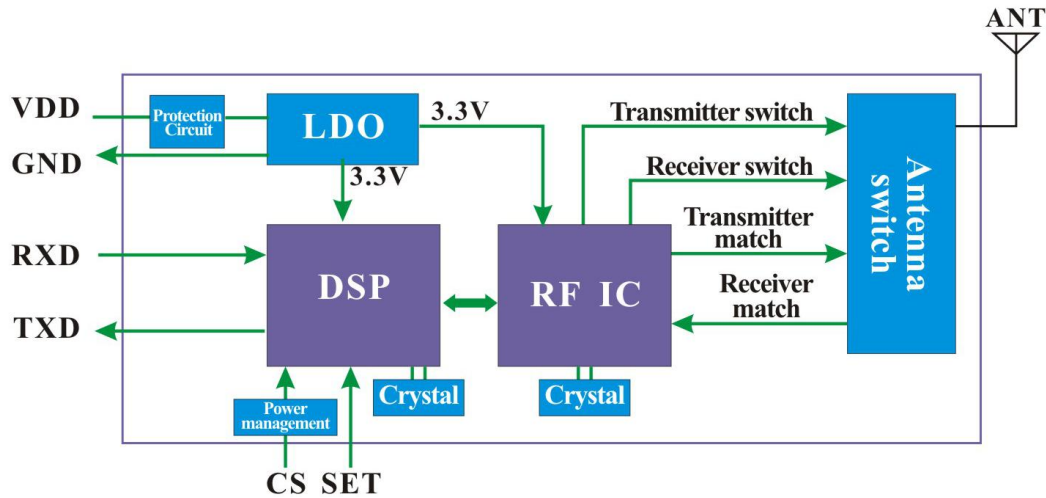 ANT
VDD
Protection
Circuit
LDO
3.3V
Transmitter switch
GND
3.3V
Receiver switch
Antenna
switch
Transmitter
match
RXD
DSP
RF IC
Receiver
match
TXD
Crystal
Crystal
Power
management
CS SET